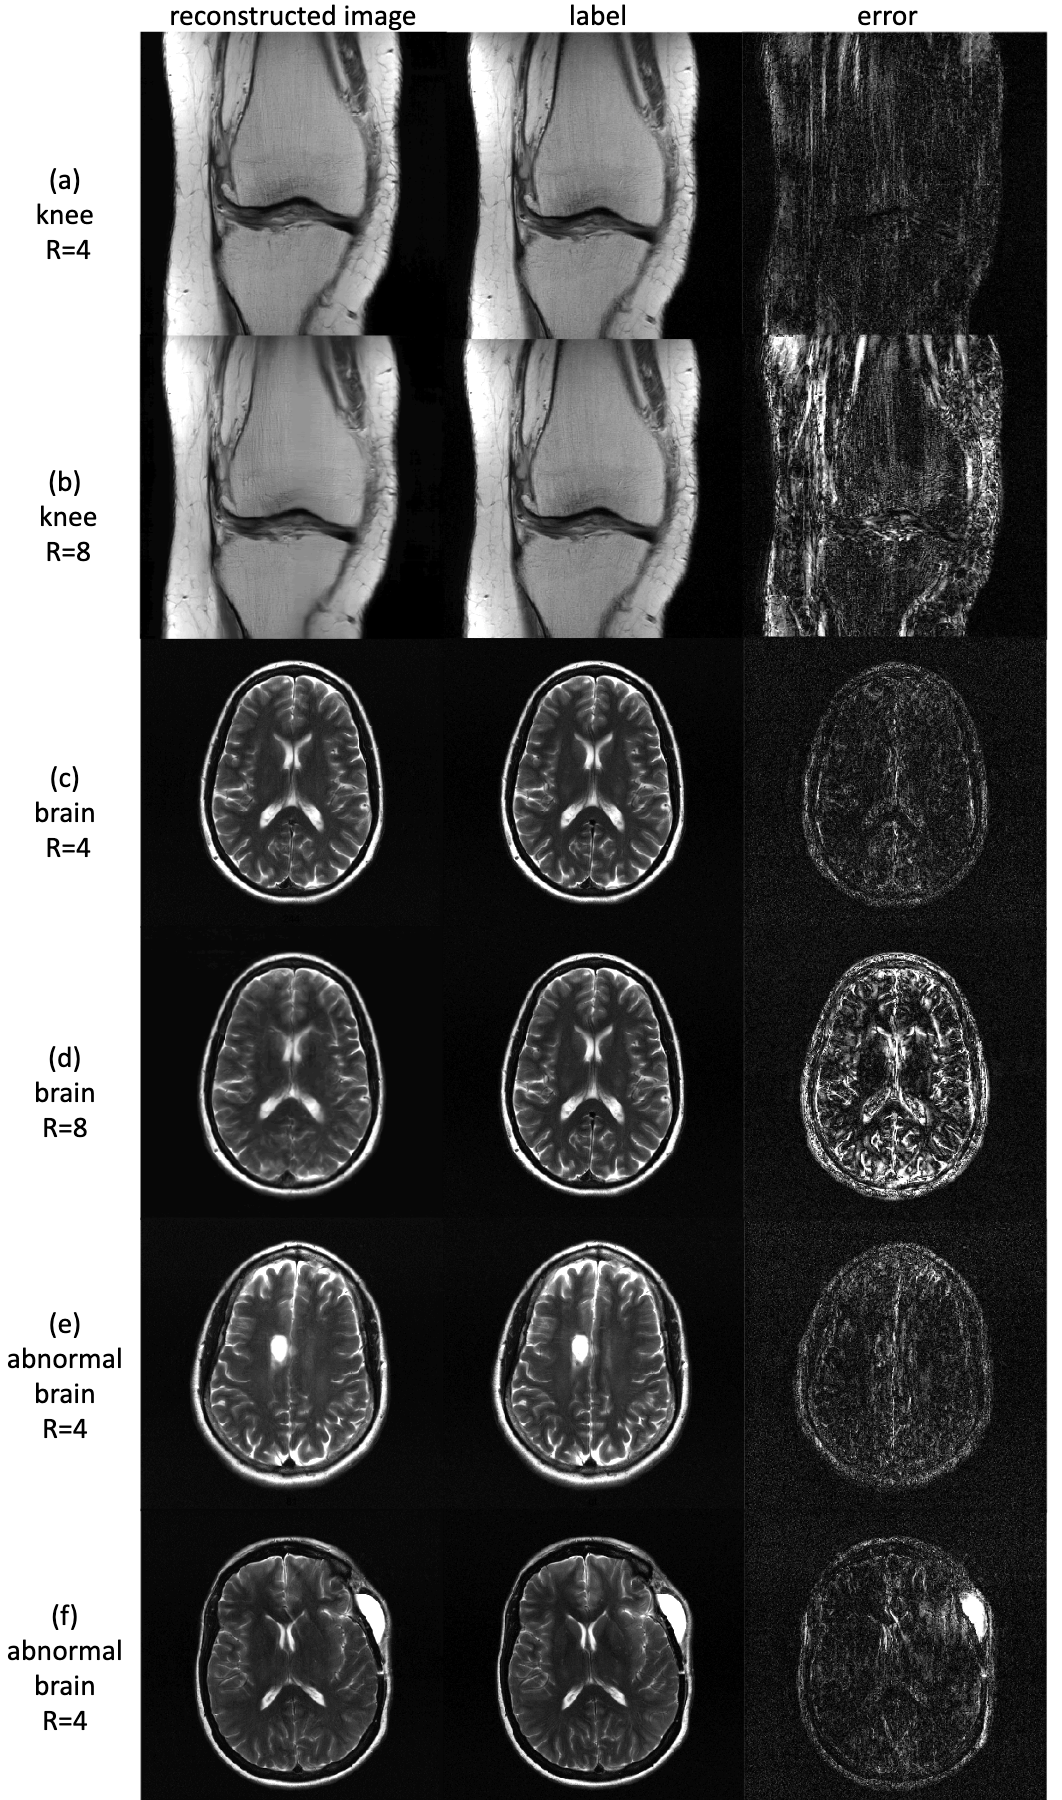 reconstructed image label error
(a)
knee
R=4
(b)
knee
R=8
(c)
brain
R=4
(d)
brain
R=8
(e)
abnormal
brain
R=4
(f)
abnormal
brain
R=4